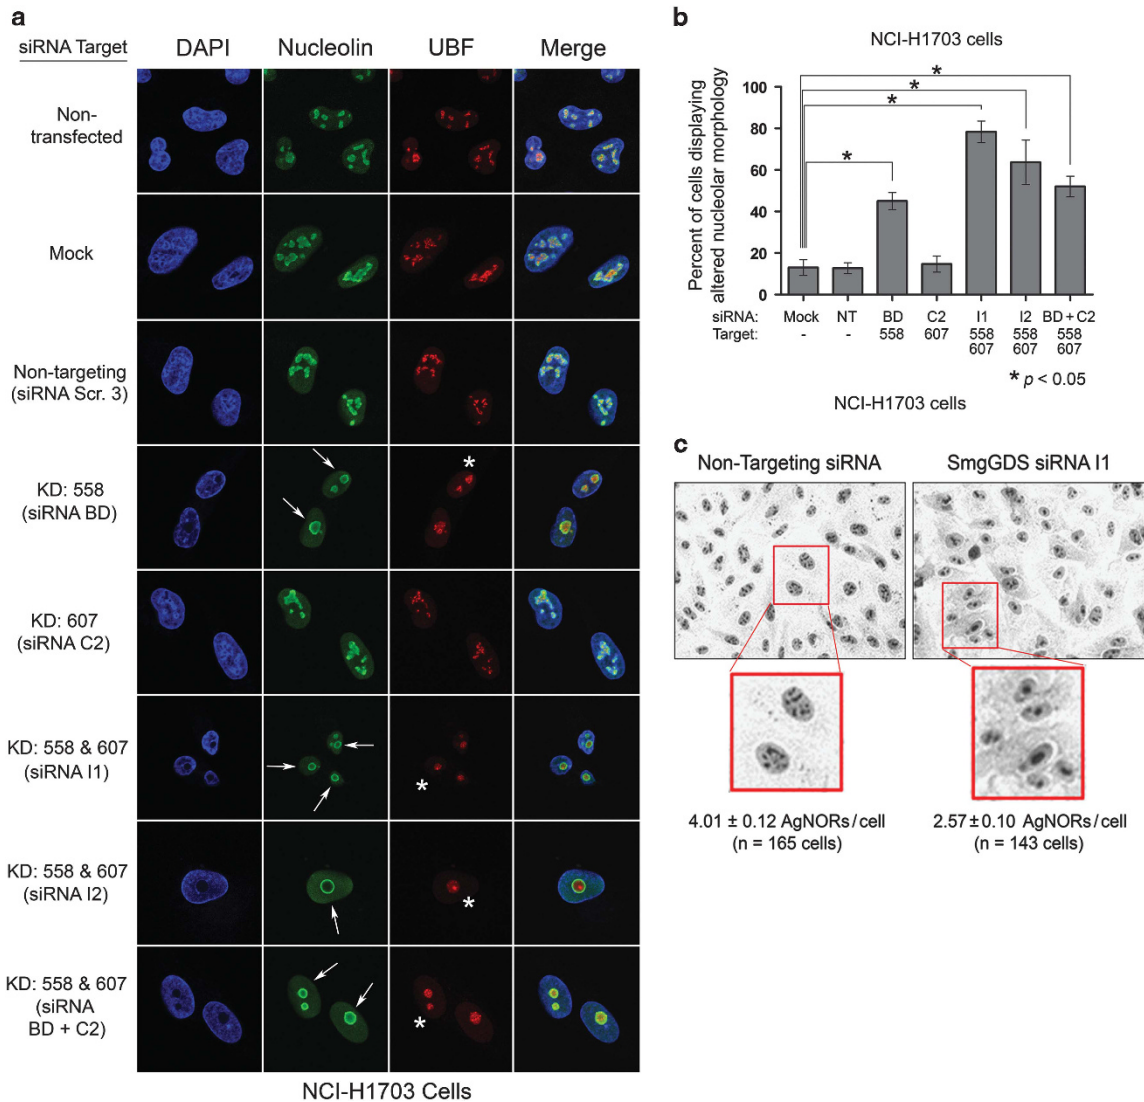 a
siRNA Target
DAPI
Nucleolin
UBF
Merge
Non-
transfected
Mock
Non-targeting
(siRNA Scr. 3)
KD: 558
(siRNA BD)
*
KD: 607
(siRNA C2)
KD: 558 & 607
(siRNA I1)
*
KD: 558 & 607
(siRNA I2)
*
KD: 558 & 607
(siRNA
BD + C2)
*
NCI-H1703 Cells
b
NCI-H1703 cells
Percent of cells displaying
altered nucleolar morphology
100
80
60
40
20
0
*
*
*
*
siRNA: Mock NT BD C2 I1 I2 BD + C2
Target: - - 558 607 558 558 558
607 607 607
* p < 0.05
NCI-H1703 cells
c
Non-Targeting siRNA
SmgGDS siRNA I1
4.01 ± 0.12 AgNORs/cell
(n = 165 cells)
2.57±0.10 AgNORs/cell
(n = 143 cells)